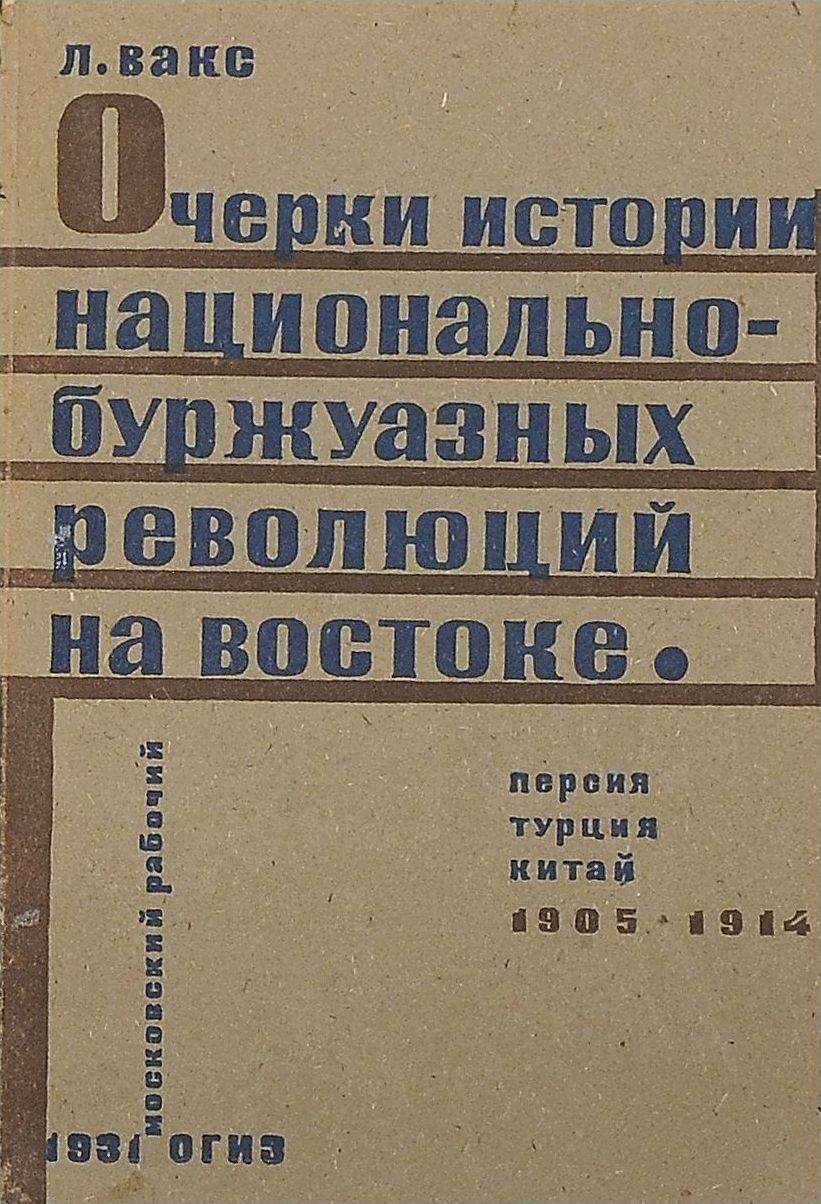 л. вакс
Очерки истории
национально-
буржуазных
революций
на востоке.
персия
турция
китай
1905 · 1914
московский рабочий
1931 ОГИЗ